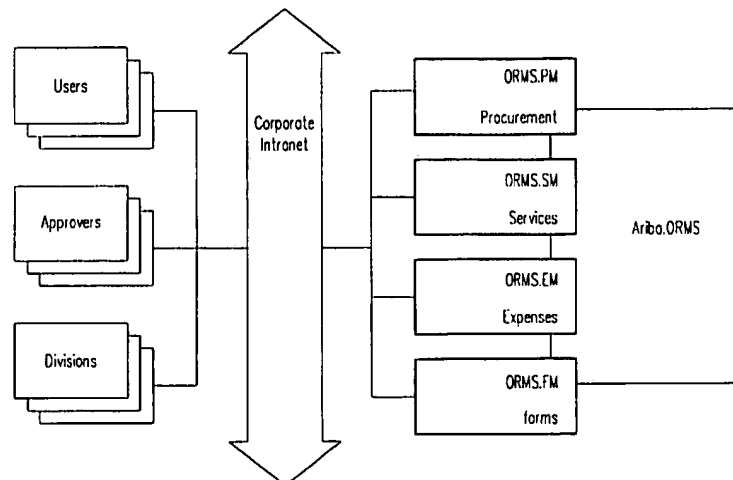 Users
Approvers
Divisions
Corporate
Intranet
ORMS.PM
Procurement
ORMS.SM
Services
ORMS.EM
Expenses
ORMS.FM
forms
Ariba.ORMS